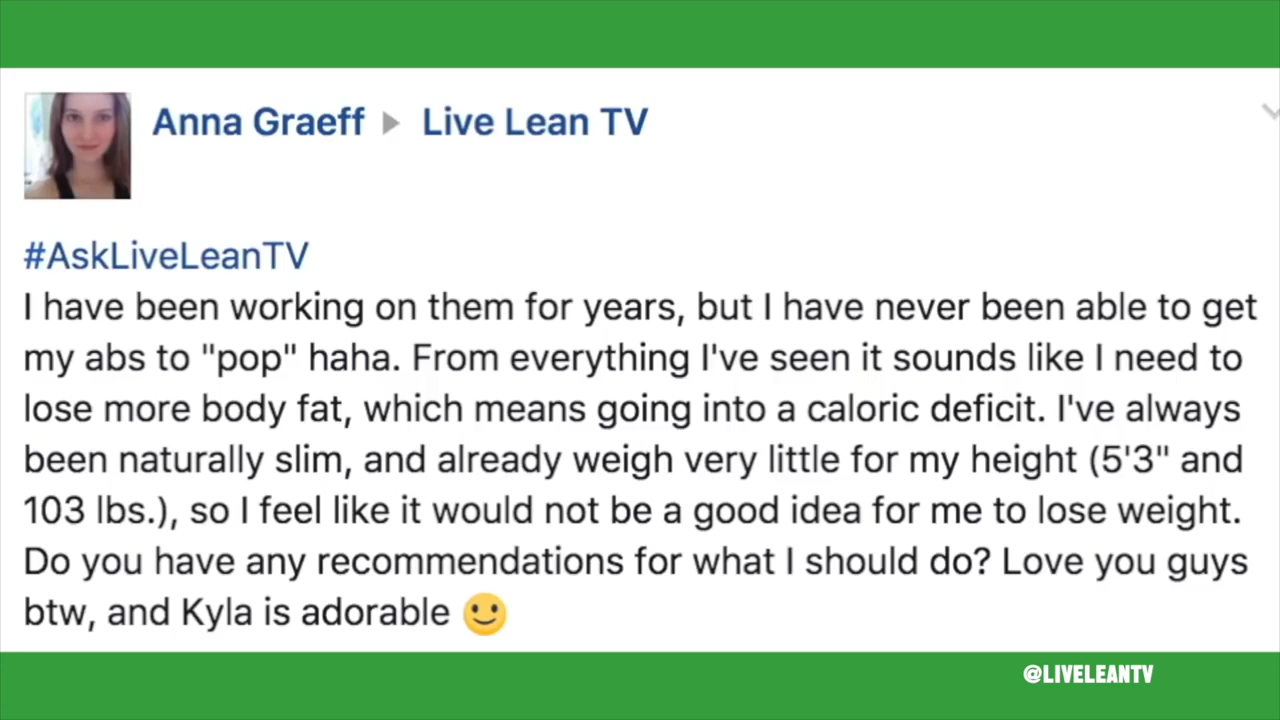 Anna Graeff ▶ Live Lean TV
#AskLiveLeanTV
I have been working on them for years, but I have never been able to get
my abs to "pop" haha. From everything I've seen it sounds like I need to
lose more body fat, which means going into a caloric deficit. I've always
been naturally slim, and already weigh very little for my height (5'3" and
103 lbs.), so I feel like it would not be a good idea for me to lose weight.
Do you have any recommendations for what I should do? Love you guys
btw, and Kyla is adorable 🙂
@LIVELEANTV